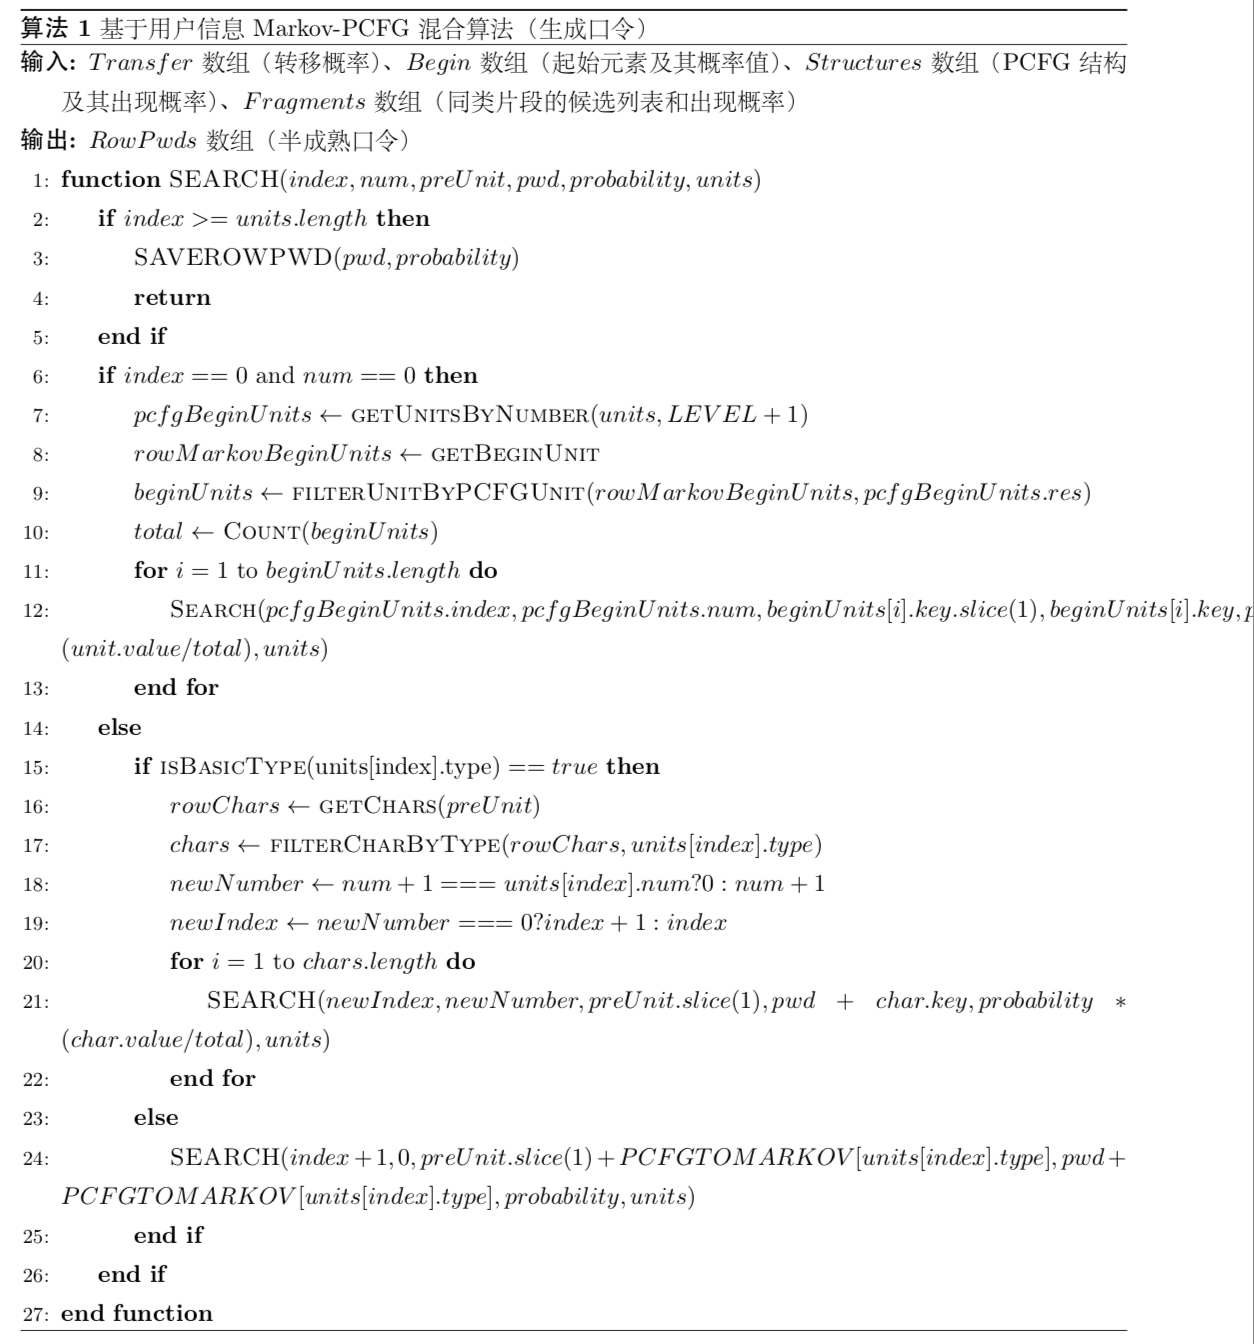 算法 1 基于用户信息 Markov-PCFG 混合算法（生成口令）
输入: Transfer 数组（转移概率）、Begin 数组（起始元素及其概率值）、Structures 数组（PCFG 结构
及其出现概率）、Fragments 数组（同类片段的候选列表和出现概率）
输出: RowPwds 数组（半成熟口令）
1: function SEARCH(index, num, preUnit, pwd, probability, units)
2: if index >= units.length then
3: SAVEROWPWD(pwd, probability)
4: return
5: end if
6: if index == 0 and num == 0 then
7: pcfgBeginUnits ← GETUNITSBYNUMBER(units, LEVEL + 1)
8: rowMarkovBeginUnits ← GETBEGINUNIT
9: beginUnits ← FILTERUNITBYPCFGUNIT(rowMarkovBeginUnits, pcfgBeginUnits.res)
10: total ← COUNT(beginUnits)
11: for i = 1 to beginUnits.length do
12: SEARCH(pcfgBeginUnits.index, pcfgBeginUnits.num, beginUnits[i].key.slice(1), beginUnits[i].key, p
(unit.value/total), units)
13: end for
14: else
15: if ISBASICTYPE(units[index].type) == true then
16: rowChars ← GETCHARS(preUnit)
17: chars ← FILTERCHARBYTYPE(rowChars, units[index].type)
18: newNumber ← num + 1 === units[index].num?0 : num + 1
19: newIndex ← newNumber === 0?index + 1 : index
20: for i = 1 to chars.length do
21: SEARCH(newIndex, newNumber, preUnit.slice(1), pwd + char.key, probability *
(char.value/total), units)
22: end for
23: else
24: SEARCH(index + 1, 0, preUnit.slice(1) + PCFGTOMARKOV[units[index].type], pwd +
PCFGTOMARKOV[units[index].type], probability, units)
25: end if
26: end if
27: end function